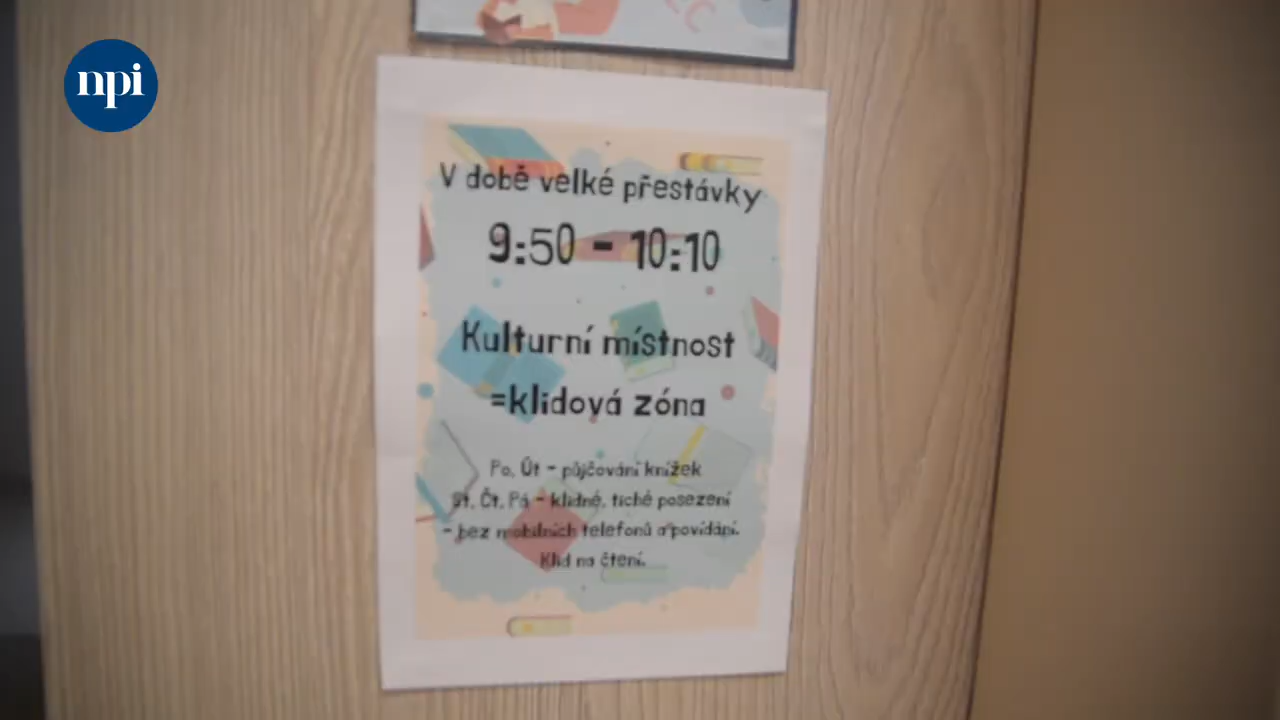 npi
V době velké přestávky
9:50 - 10:10
Kulturní místnost
=klidová zóna
Po, Út - půjčování knížek
St, Čt, Pá - klidné, tiché posezení
- bez mobilních telefonů a povídání.
Klid na čtení.